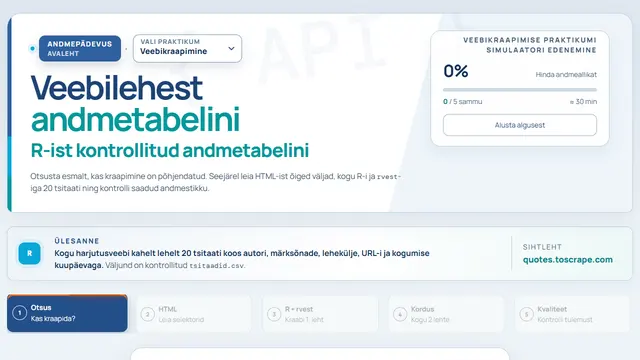 ANDMEPÄDEVUS
AVALEHT
VALI PRAKTIKUM
Veebikraapimine
API
Veebilehest
andmetabelini
R-ist kontrollitud andmetabelini
Otsusta esmalt, kas kraapimine on põhjendatud. Seejärel leia HTML-ist õiged väljad, kogu R-i ja rvest-
iga 20 tsitaati ning kontrolli saadud andmestikku.
VEEBIKRAAPIMISE PRAKTIKUMI
SIMULAATORI EDENEMINE
0%
Hinda andmeallikat
0 / 5 sammu
≈ 30 min
Alusta algusest
R
ÜLESANNE
Kogu harjutusveebi kahelt lehelt 20 tsitaati koos autori, märksõnade, lehekülje, URL-i ja kogumise
kuupäevaga. Väljund on kontrollitud tsitaadid.csv.
SIHTLEHT
quotes.toscrape.com
1
Otsus
Kas kraapida?
2
HTML
Leia selektorid
3
R + rvest
Kraabi 1. leht
4
Kordus
Kogu 2 lehte
5
Kvaliteet
Kontrolli tulemust